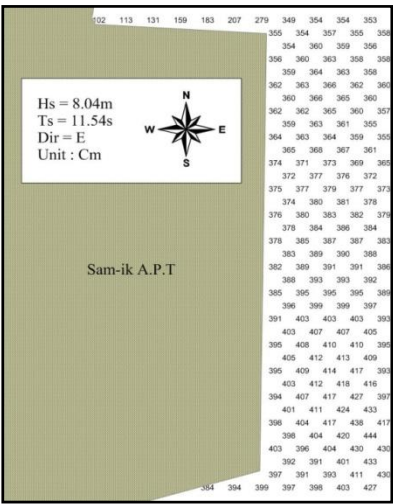 102 113 131 159 183 207 279 349 354 354 353
355 354 357 355 358
354 360 359 356
356 360 363 358 358
359 364 363 358
362 363 366 362 360
360 366 365 360
362 362 365 360 357
359 363 361 355
364 363 364 359 355
365 368 367 361
374 371 373 369 365
372 377 376 372
375 377 379 377 373
374 380 381 378
376 380 383 382 379
378 384 386 384
378 385 387 387 383
383 389 390 388
382 389 391 391 386
388 393 393 392
385 395 395 395 389
396 399 399 397
391 403 403 403 393
403 407 407 405
395 408 410 410 395
405 412 413 409
395 409 414 417 393
403 412 418 416
394 407 417 427 397
401 411 424 433
398 404 417 438 417
398 404 420 444
403 396 404 430 430
392 391 401 433
397 391 393 411 430
384 394 399 397 398 403 427
Hs = 8.04m
Ts = 11.54s
Dir = E
Unit : Cm
N
W E
S
Sam-ik A.P.T